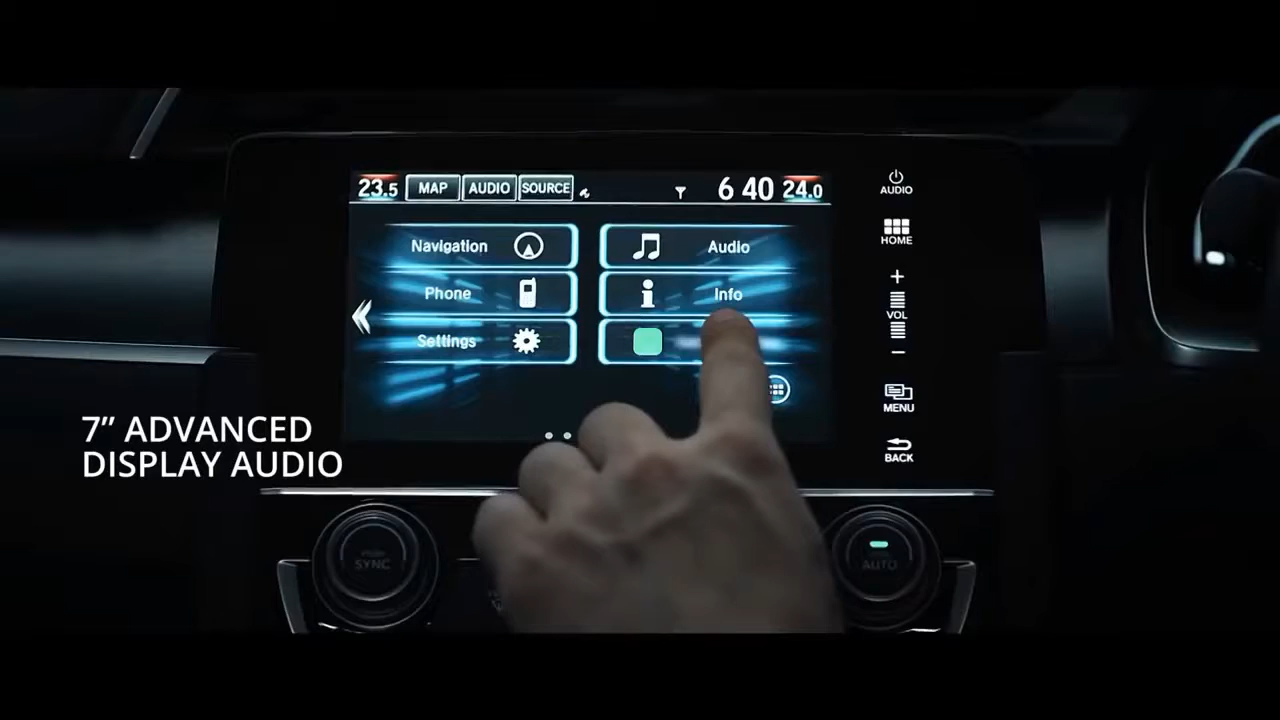 23.5 MAP AUDIO SOURCE 6 40 24.0
AUDIO
HOME
Navigation Audio
Phone Info
Settings
+
VOL
−
MENU
BACK
7” ADVANCED
DISPLAY AUDIO
SYNC
AUTO